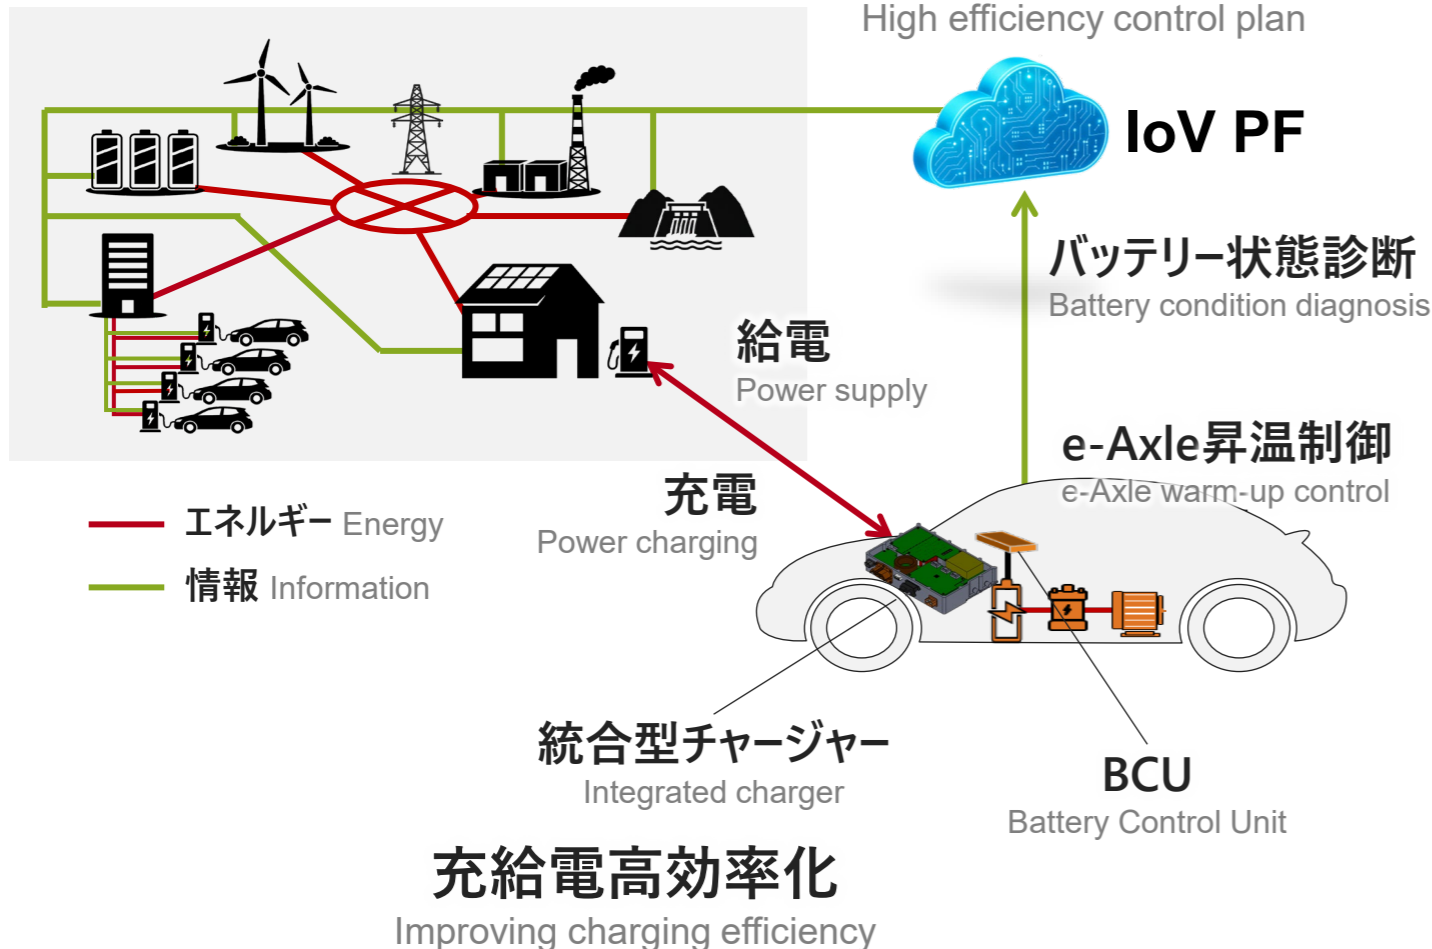 High efficiency control plan
IoV PF
バッテリー状態診断
Battery condition diagnosis
給電
Power supply
e-Axle昇温制御
e-Axle warm-up control
充電
Power charging
エネルギー Energy
情報 Information
統合型チャージャー
Integrated charger
BCU
Battery Control Unit
充給電高効率化
Improving charging efficiency